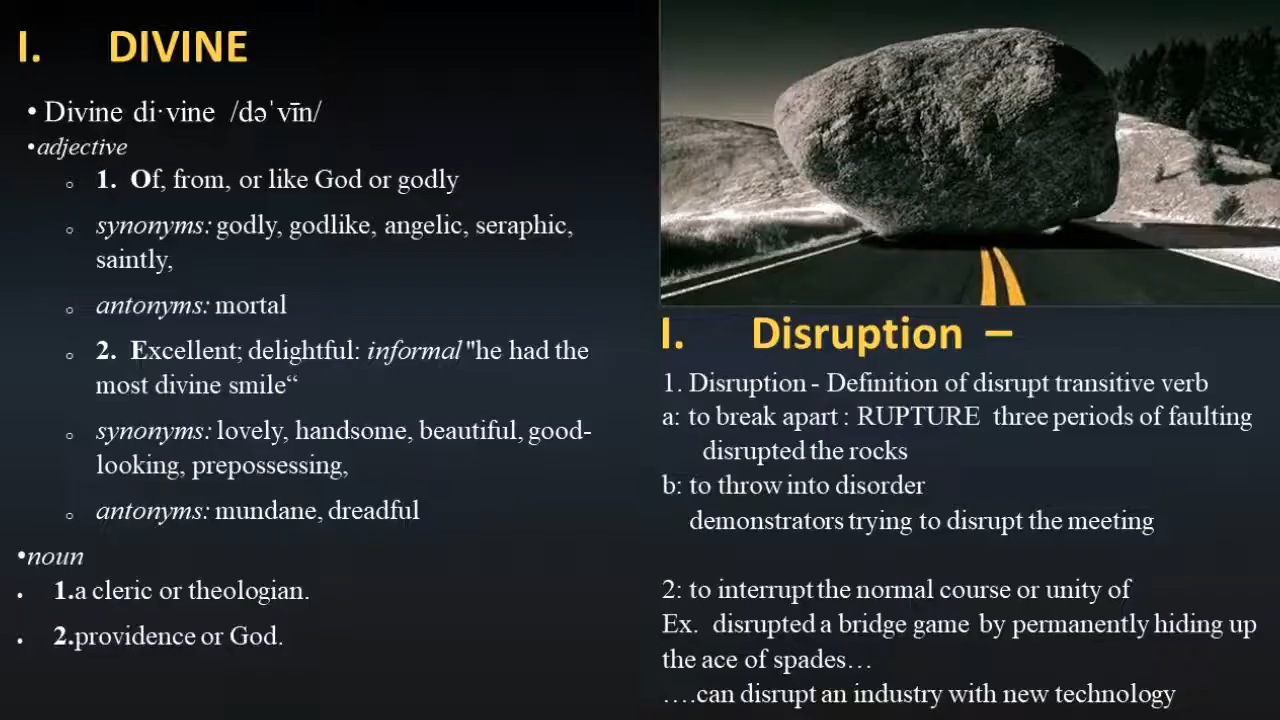 I. DIVINE
• Divine di·vine /dəˈvīn/
•adjective
o 1. Of, from, or like God or godly
o synonyms: godly, godlike, angelic, seraphic,
saintly,
o antonyms: mortal
o 2. Excellent; delightful: informal "he had the
most divine smile“
o synonyms: lovely, handsome, beautiful, good-
looking, prepossessing,
o antonyms: mundane, dreadful
•noun
• 1.a cleric or theologian.
• 2.providence or God.
I. Disruption –
1. Disruption - Definition of disrupt transitive verb
a: to break apart : RUPTURE three periods of faulting
disrupted the rocks
b: to throw into disorder
demonstrators trying to disrupt the meeting
2: to interrupt the normal course or unity of
Ex. disrupted a bridge game by permanently hiding up
the ace of spades…
….can disrupt an industry with new technology